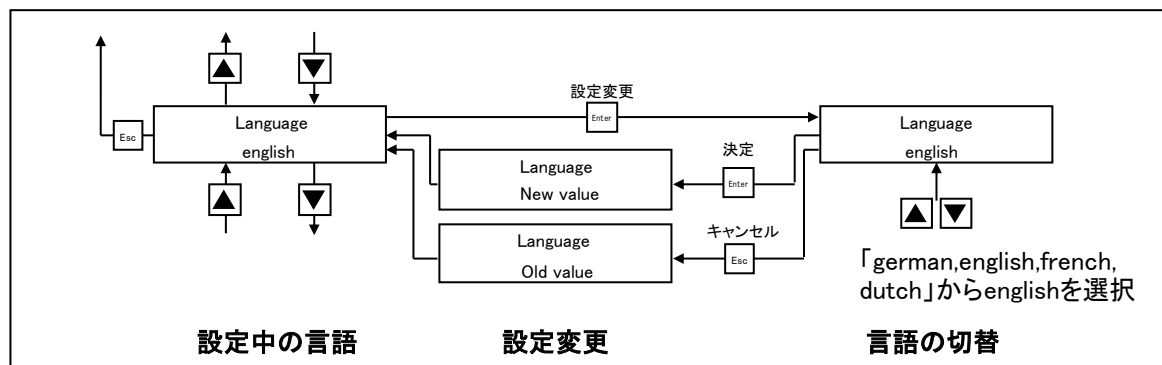 設定変更
Enter
Esc
Language
english
Language
english
決定
Enter
Language
New value
キャンセル
Esc
Language
Old value
「german,english,french,
dutch」からenglishを選択
設定中の言語
設定変更
言語の切替